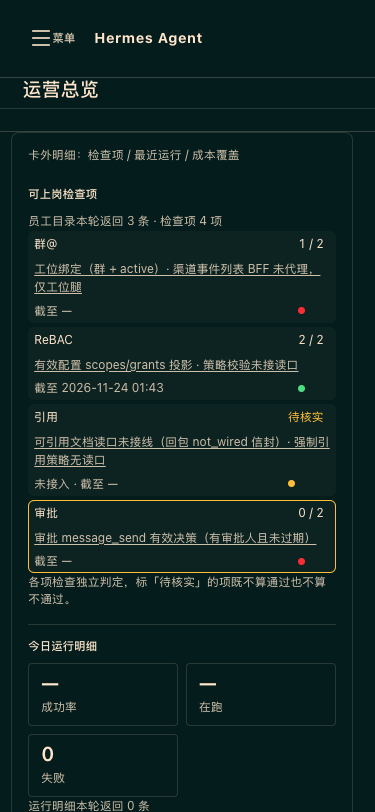 菜单 Hermes Agent
运营总览
卡外明细：检查项 / 最近运行 / 成本覆盖
可上岗检查项
员工目录本轮返回 3 条 · 检查项 4 项
群@ 1 / 2
工位绑定（群 + active）· 渠道事件列表 BFF 未代理，
仅工位腿
截至 —
ReBAC 2 / 2
有效配置 scopes/grants 投影 · 策略校验未接读口
截至 2026-11-24 01:43
引用 待核实
可引用文档读口未接线（回包 not_wired 信封）· 强制引
用策略无读口
未接入 · 截至 —
审批 0 / 2
审批 message_send 有效决策（有审批人且未过期）
截至 —
各项检查独立判定，标「待核实」的项既不算通过也不算
不通过。
今日运行明细
— —
成功率 在跑
0
失败
运行明细本轮返回 0 条